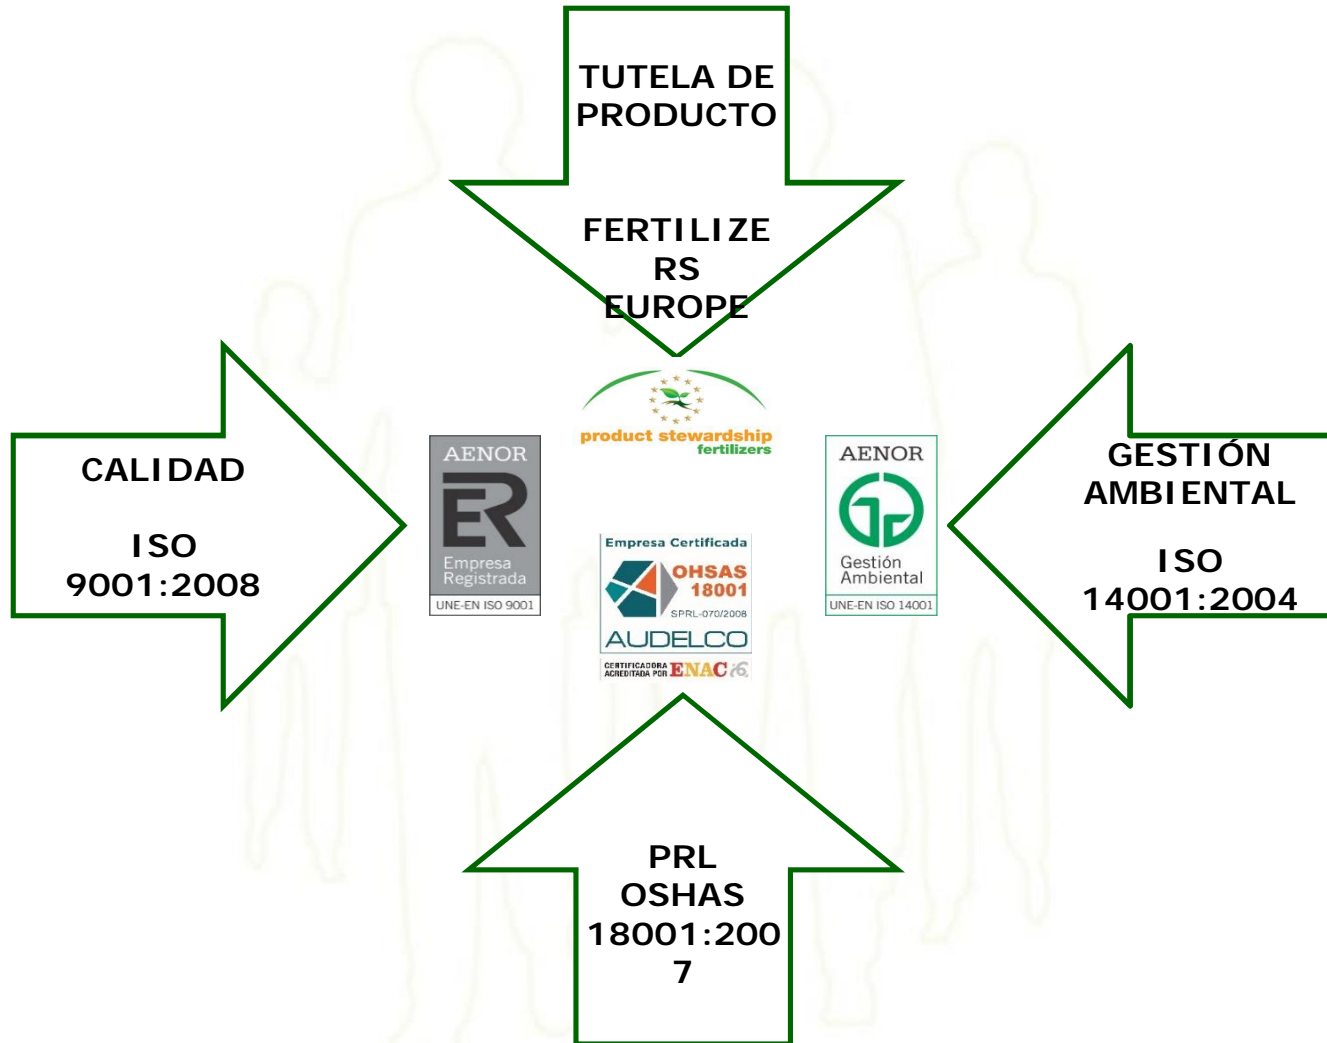 TUTELA DE
PRODUCTO
FERTILIZE
RS
EUROPE
product stewardship
fertilizers
CALIDAD
ISO
9001:2008
AENOR
ER
Empresa
Registrada
UNE-EN ISO 9001
Empresa Certificada
OHSAS
18001
SPRL-070/2008
AUDELCO
CERTIFICADORA
ACREDITADA POR ENAC
AENOR
Gestión
Ambiental
UNE-EN ISO 14001
GESTIÓN
AMBIENTAL
ISO
14001:2004
PRL
OSHAS
18001:200
7